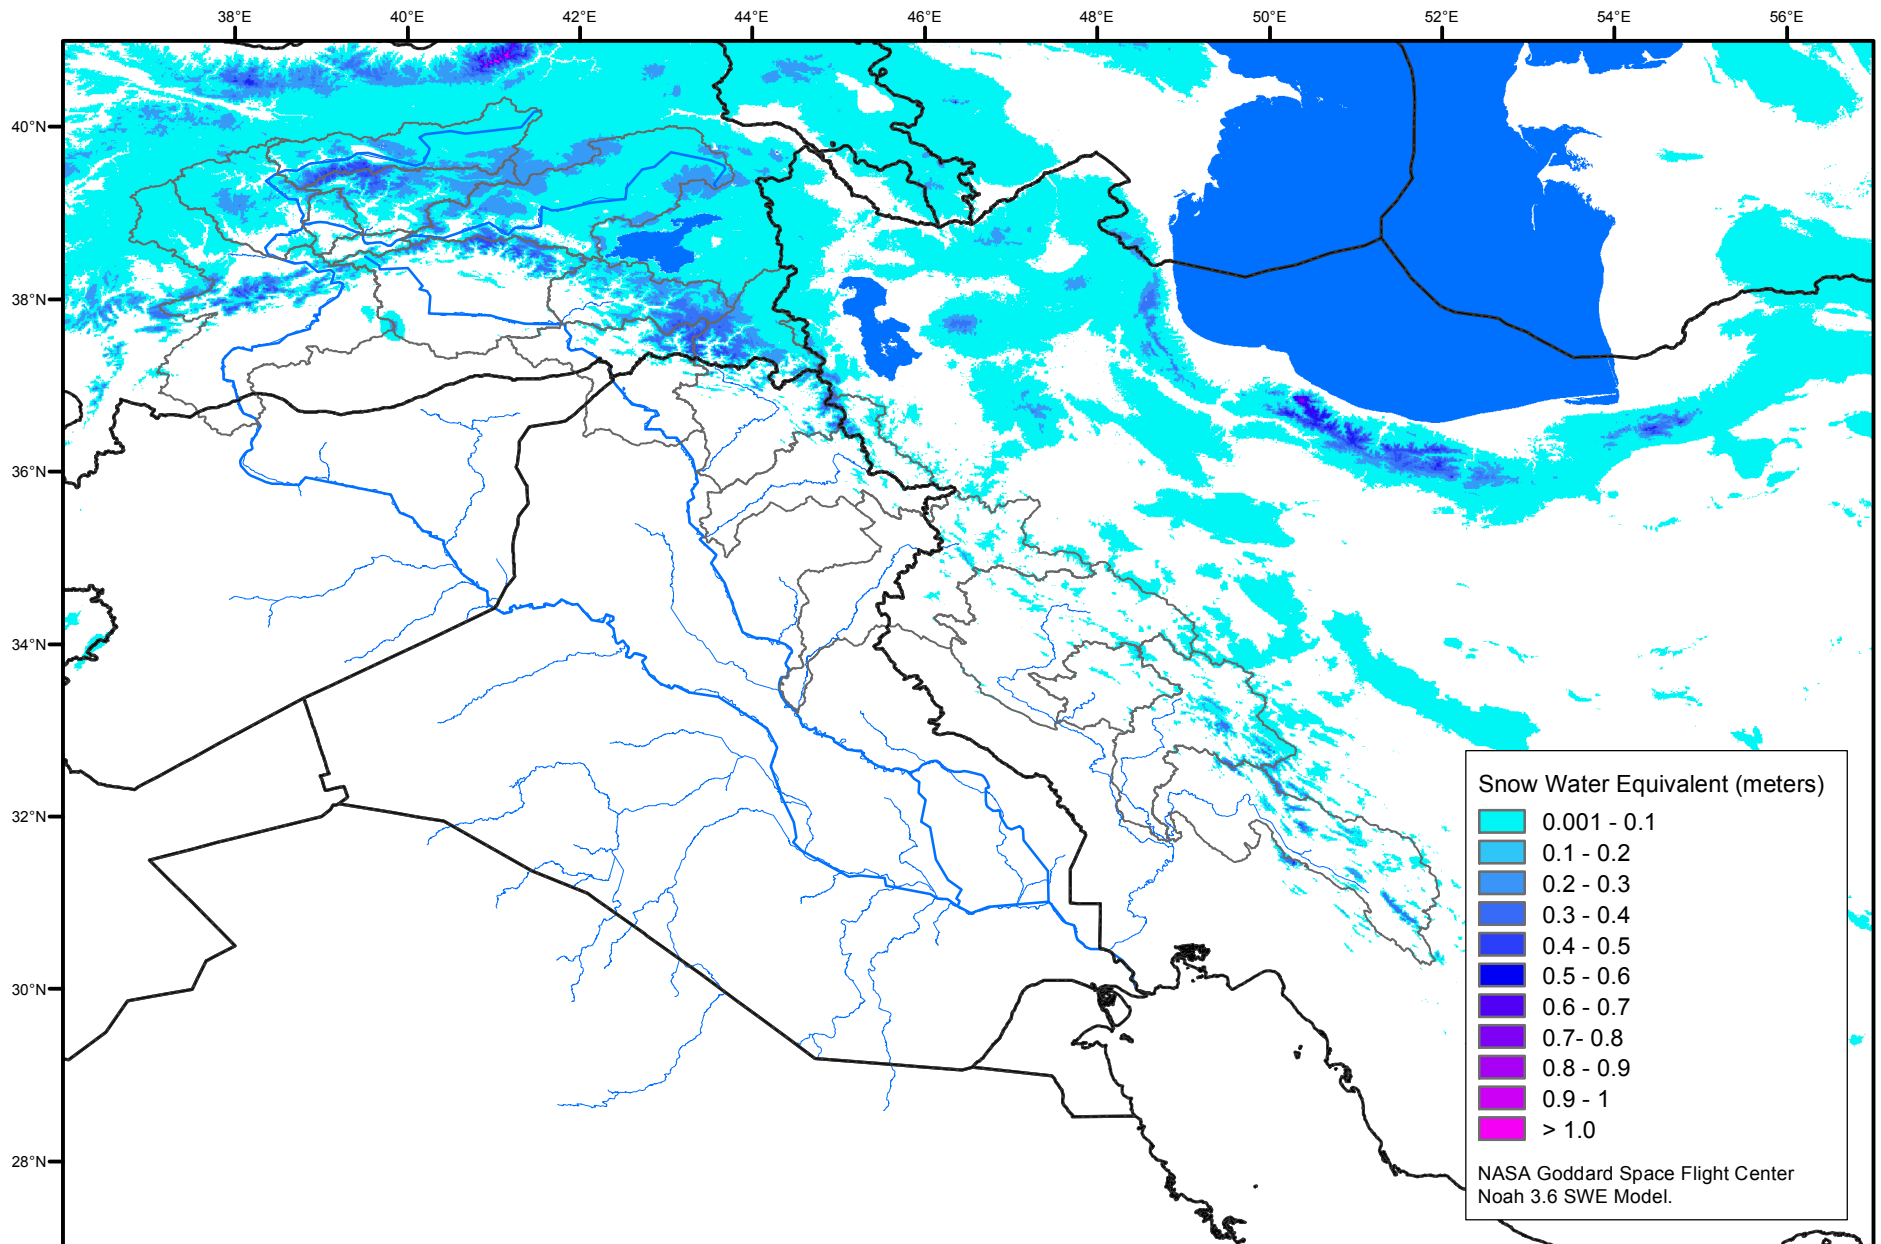 38°E 40°E 42°E 44°E 46°E 48°E 50°E 52°E 54°E 56°E
40°N
38°N
36°N
34°N
32°N
30°N
28°N
Snow Water Equivalent (meters)
0.001 - 0.1
0.1 - 0.2
0.2 - 0.3
0.3 - 0.4
0.4 - 0.5
0.5 - 0.6
0.6 - 0.7
0.7- 0.8
0.8 - 0.9
0.9 - 1
> 1.0
NASA Goddard Space Flight Center
Noah 3.6 SWE Model.